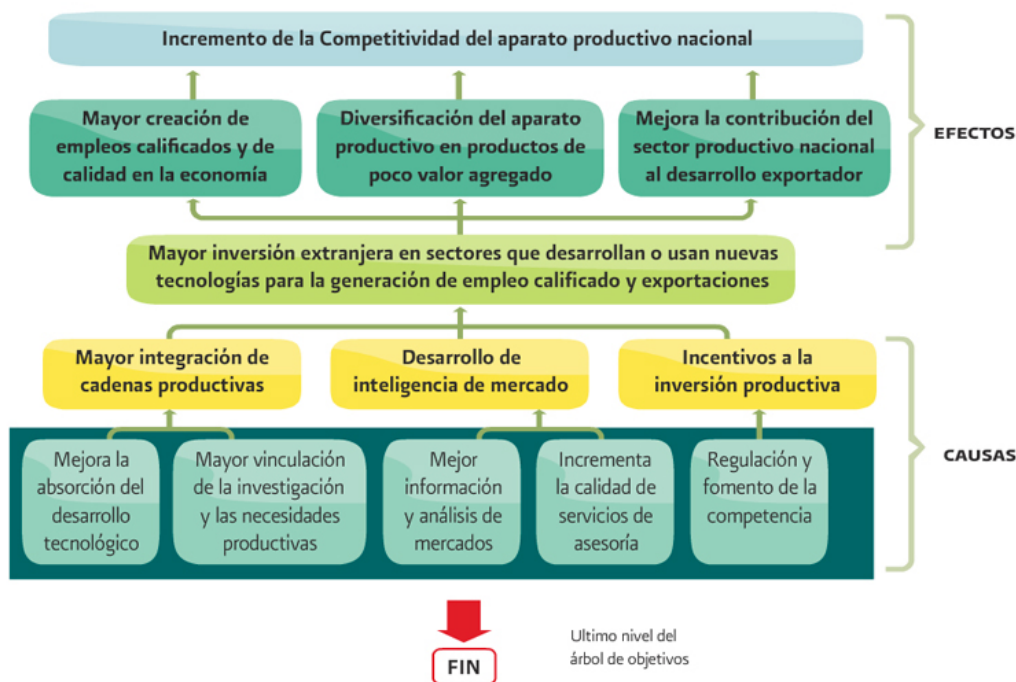 Incremento de la Competitividad del aparato productivo nacional
Mayor creación de
empleos calificados y de
calidad en la economía
Diversificación del aparato
productivo en productos de
poco valor agregado
Mejora la contribución del
sector productivo nacional
al desarrollo exportador
EFECTOS
Mayor inversión extranjera en sectores que desarrollan o usan nuevas
tecnologías para la generación de empleo calificado y exportaciones
Mayor integración de
cadenas productivas
Desarrollo de
inteligencia de mercado
Incentivos a la
inversión productiva
Mejora la
absorción del
desarrollo
tecnológico
Mayor vinculación
de la investigación
y las necesidades
productivas
Mejor
información
y análisis de
mercados
Incrementa
la calidad de
servicios de
asesoría
Regulación y
fomento de la
competencia
CAUSAS
FIN
Ultimo nivel del
árbol de objetivos